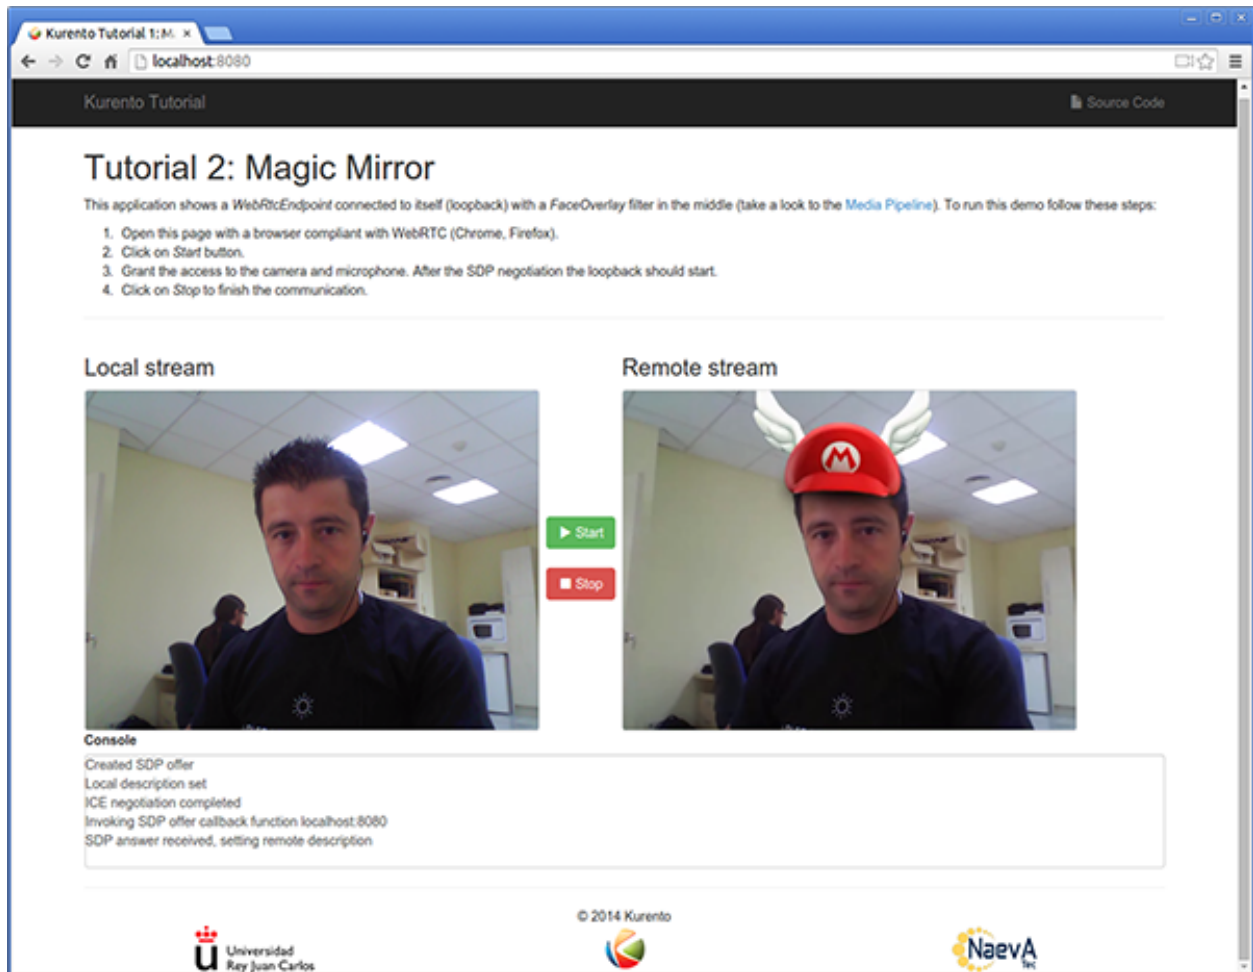 Kurento Tutorial 1: M
localhost:8080
Kurento Tutorial
Source Code
Tutorial 2: Magic Mirror
This application shows a WebRtcEndpoint connected to itself (loopback) with a FaceOverlay filter in the middle (take a look to the Media Pipeline). To run this demo follow these steps:
1. Open this page with a browser compliant with WebRTC (Chrome, Firefox).
2. Click on Start button.
3. Grant the access to the camera and microphone. After the SDP negotiation the loopback should start.
4. Click on Stop to finish the communication.
Local stream
Remote stream
M
Start
Stop
Console
Created SDP offer
Local description set
ICE negotiation completed
Invoking SDP offer callback function localhost:8080
SDP answer received, setting remote description
© 2014 Kurento
u Universidad
Rey Juan Carlos
NaevA
Tec